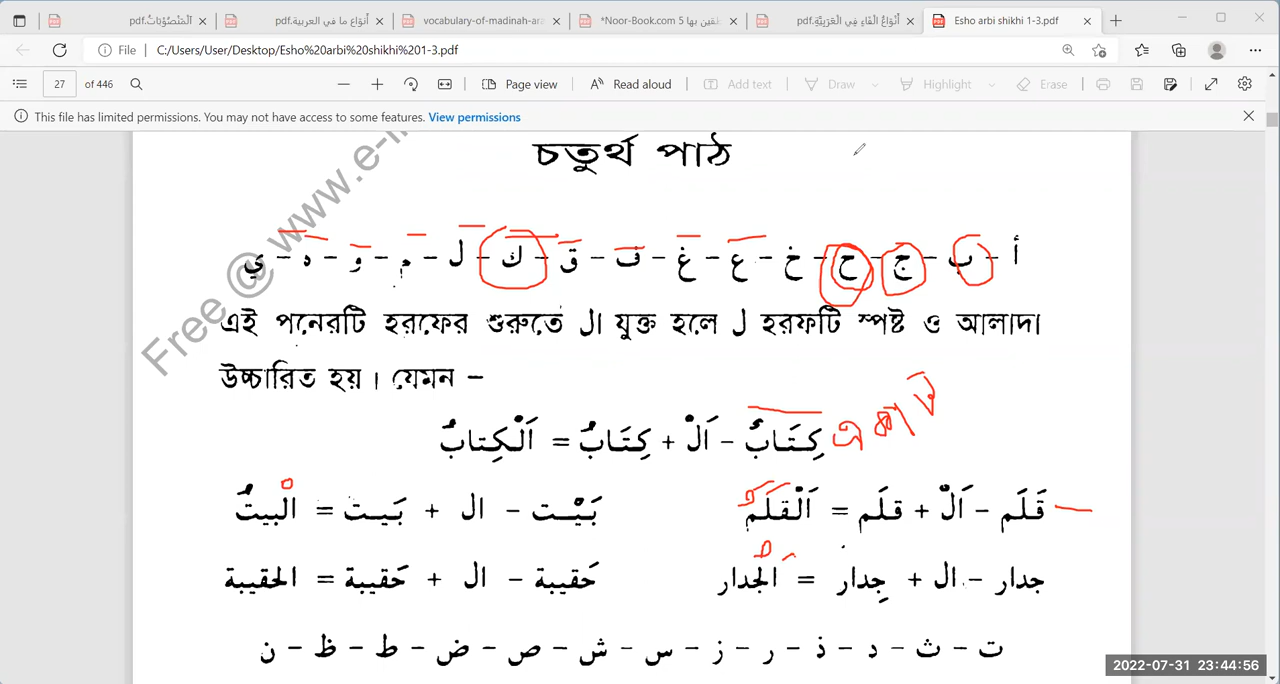 اَلْمَصْنُوْبَاتُ.pdf
أنواع ما في العربية.pdf
vocabulary-of-madinah-ara
*Noor-Book.com 5 طفين بها
أَنْوَاعُ الْفَاءِ فِي الْعَرَبِيَّةِ.pdf
Esho arbi shikhi 1-3.pdf
File C:/Users/User/Desktop/Esho%20arbi%20shikhi%201-3.pdf
27 of 446 Page view Read aloud Add text Draw Highlight Erase
This file has limited permissions. You may not have access to some features. View permissions
Free @ www.e-i
চতুর্থ পাঠ
أ - ب - ج - ح - خ - ع - غ - ف - ق - ك - ل - م - و - ه - ي
এই পনেরটি হরফের শুরুতে ال যুক্ত হলে ل হরফটি স্পষ্ট ও আলাদা
উচ্চারিত হয়। যেমন -
كِتَابٌ - اَلْ + كِتَابٌ = اَلْكِتابُ
قَلَم - اَلْ + قلَم = اَلْقلَم
بَيْت - ال + بَيت = البيتُ
جدار - ال + جِدار = الجدار
حَقيبة - ال + حَقيبة = الحقيبة
ت - ث - د - ذ - ر - ز - س - ش - ص - ض - ط - ظ - ن
2022-07-31 23:44:56